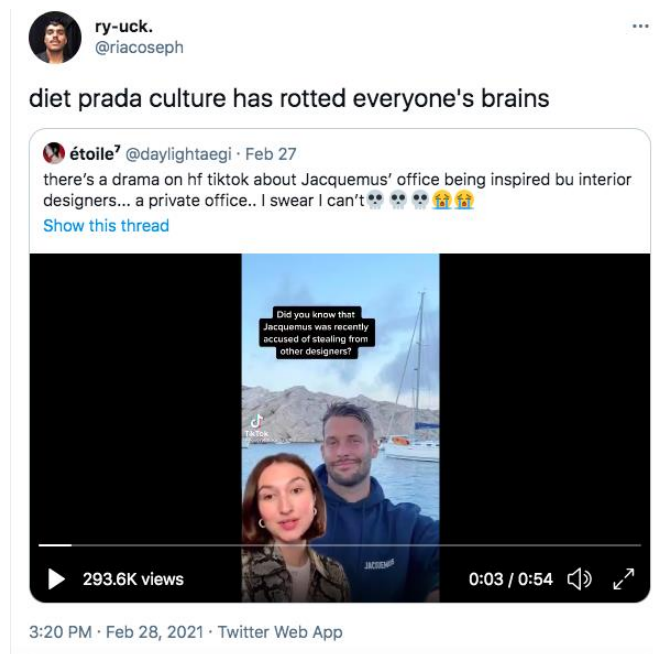 ry-uck.
@riacoseph
diet prada culture has rotted everyone's brains
étoile⁷ @daylightaegi · Feb 27
there's a drama on hf tiktok about Jacquemus' office being inspired bu interior
designers... a private office.. I swear I can't💀💀💀😭😭
Show this thread
Did you know that
Jacquemus was recently
accused of stealing from
other designers?
TikTok
JACQUEMUS
293.6K views
0:03 / 0:54
3:20 PM · Feb 28, 2021 · Twitter Web App